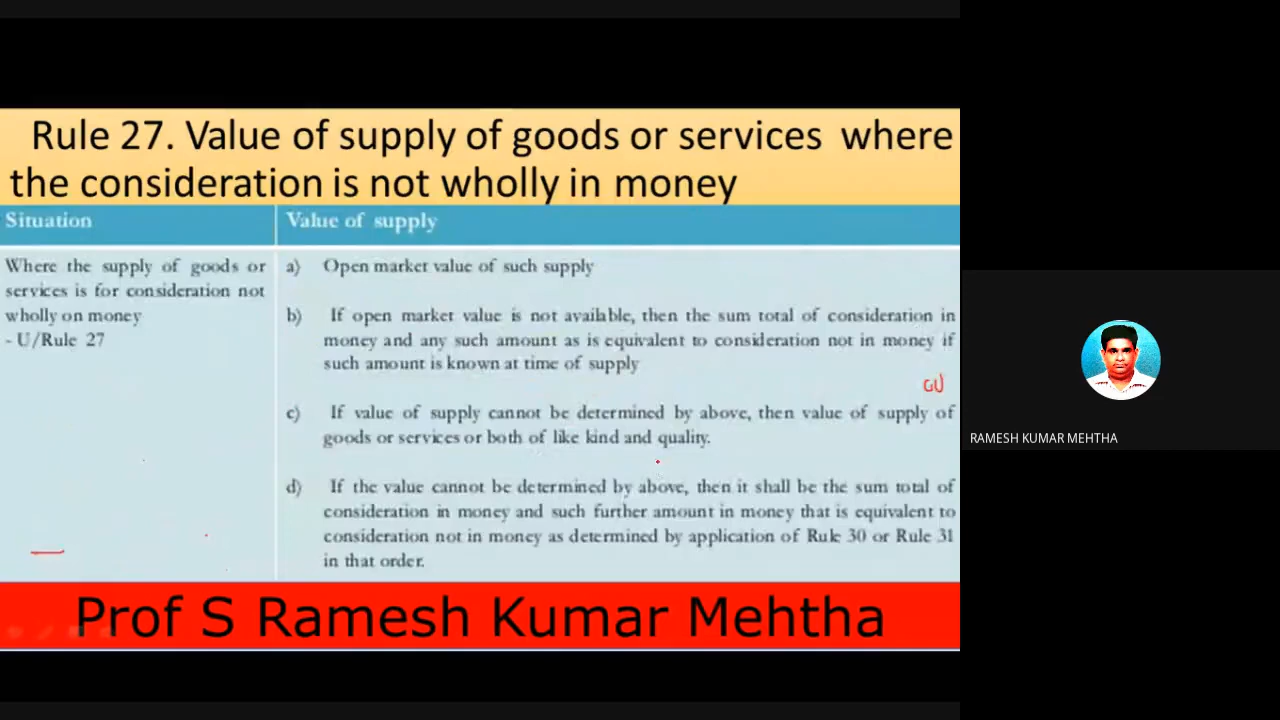 Rule 27. Value of supply of goods or services where
the consideration is not wholly in money
Situation
Value of supply
Where the supply of goods or
services is for consideration not
wholly on money
- U/Rule 27
a) Open market value of such supply
b) If open market value is not available, then the sum total of consideration in
money and any such amount as is equivalent to consideration not in money if
such amount is known at time of supply
c) If value of supply cannot be determined by above, then value of supply of
goods or services or both of like kind and quality.
d) If the value cannot be determined by above, then it shall be the sum total of
consideration in money and such further amount in money that is equivalent to
consideration not in money as determined by application of Rule 30 or Rule 31
in that order.
Prof S Ramesh Kumar Mehtha
RAMESH KUMAR MEHTHA